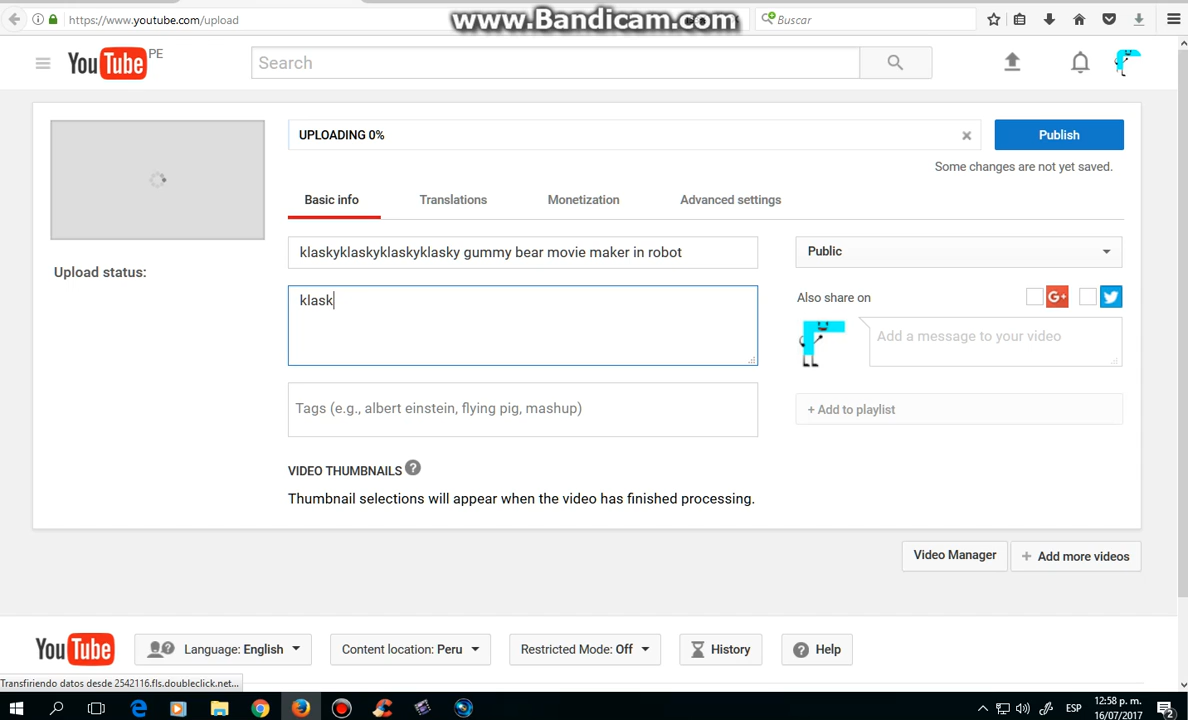 https://www.youtube.com/upload
www.Bandicam.com
Buscar
YouTube PE
Search
UPLOADING 0%
Publish
Some changes are not yet saved.
Basic info
Translations
Monetization
Advanced settings
klaskyklaskyklaskyklasky gummy bear movie maker in robot
Public
Upload status:
klask
Also share on
G+
Add a message to your video
Tags (e.g., albert einstein, flying pig, mashup)
+ Add to playlist
VIDEO THUMBNAILS ?
Thumbnail selections will appear when the video has finished processing.
Video Manager
+ Add more videos
YouTube
Language: English
Content location: Peru
Restricted Mode: Off
History
Help
Transfiriendo datos desde 2542116.fls.doubleclick.net...
ESP
12:58 p. m.
16/07/2017
2